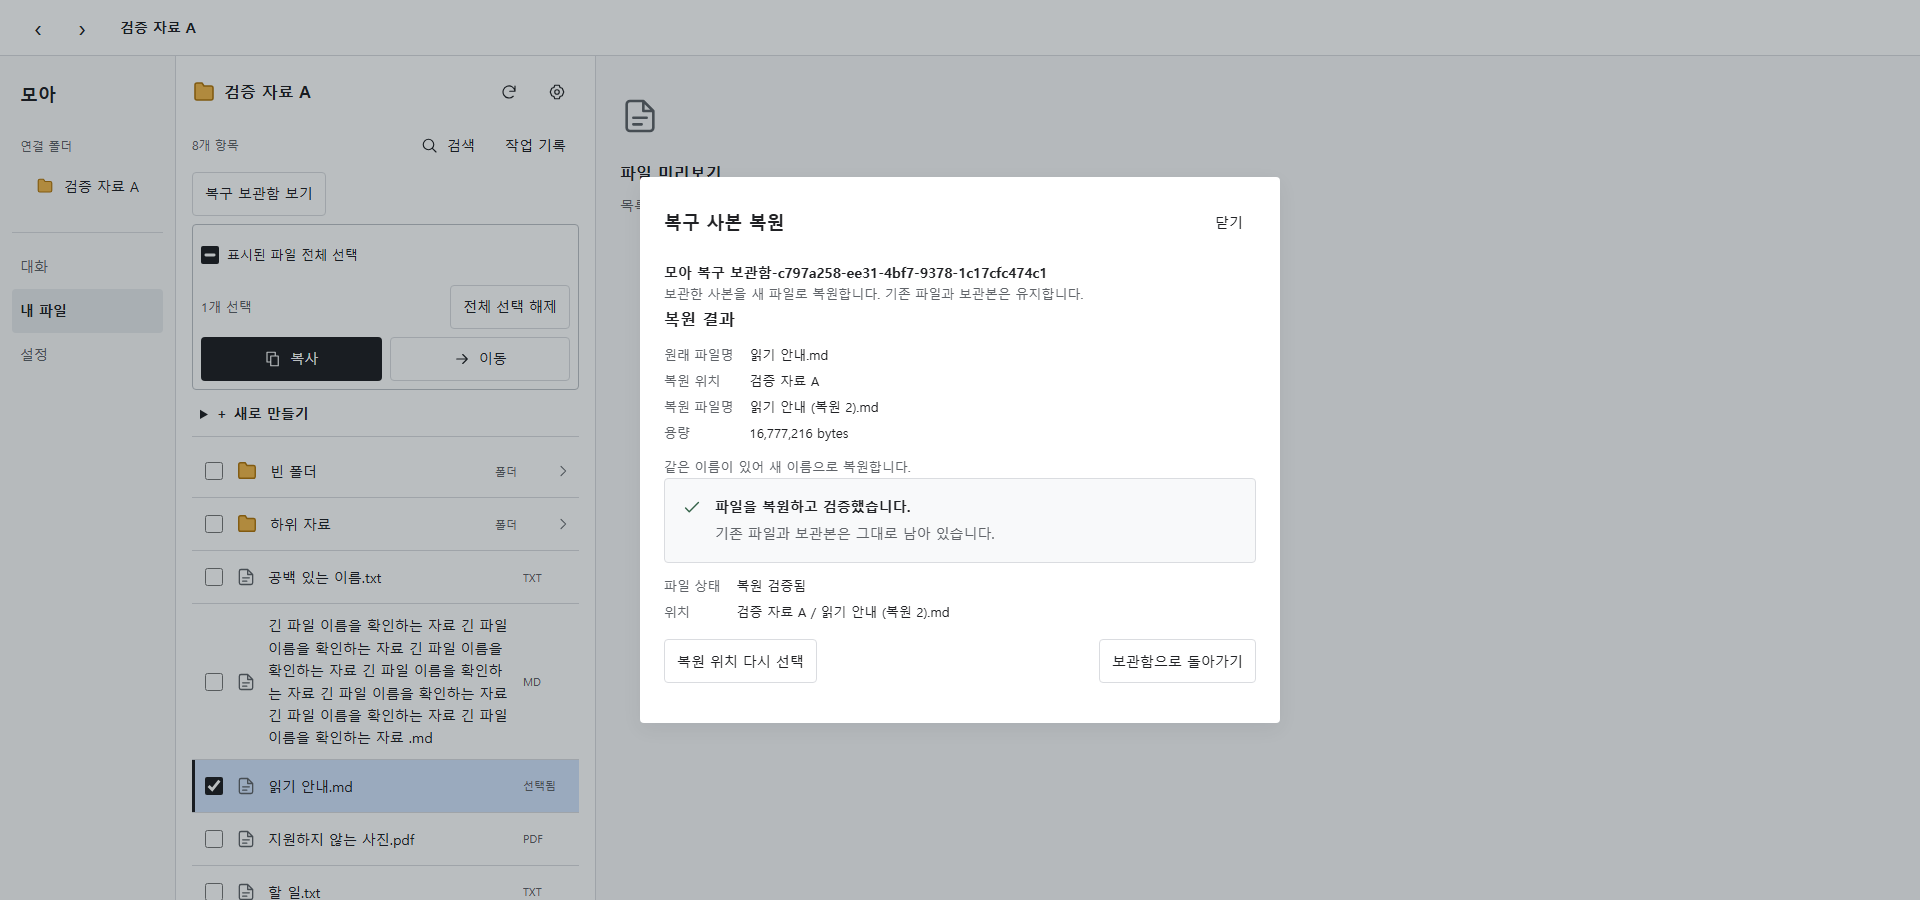 검증 자료 A
모아
연결 폴더
검증 자료 A
대화
내 파일
설정
검증 자료 A
8개 항목
검색
작업 기록
복구 보관함 보기
표시된 파일 전체 선택
1개 선택
전체 선택 해제
복사
이동
+ 새로 만들기
빈 폴더
폴더
하위 자료
폴더
공백 있는 이름.txt
TXT
긴 파일 이름을 확인하는 자료 긴 파일
이름을 확인하는 자료 긴 파일 이름을
확인하는 자료 긴 파일 이름을 확인하
는 자료 긴 파일 이름을 확인하는 자료
긴 파일 이름을 확인하는 자료 긴 파일
이름을 확인하는 자료 .md
MD
읽기 안내.md
선택됨
지원하지 않는 사진.pdf
PDF
할 일.txt
TXT
파일 미리보기
복구 사본 복원
닫기
모아 복구 보관함-c797a258-ee31-4bf7-9378-1c17cfc474c1
보관한 사본을 새 파일로 복원합니다. 기존 파일과 보관본은 유지합니다.
복원 결과
원래 파일명 읽기 안내.md
복원 위치 검증 자료 A
복원 파일명 읽기 안내 (복원 2).md
용량 16,777,216 bytes
같은 이름이 있어 새 이름으로 복원합니다.
파일을 복원하고 검증했습니다.
기존 파일과 보관본은 그대로 남아 있습니다.
파일 상태 복원 검증됨
위치 검증 자료 A / 읽기 안내 (복원 2).md
복원 위치 다시 선택
보관함으로 돌아가기